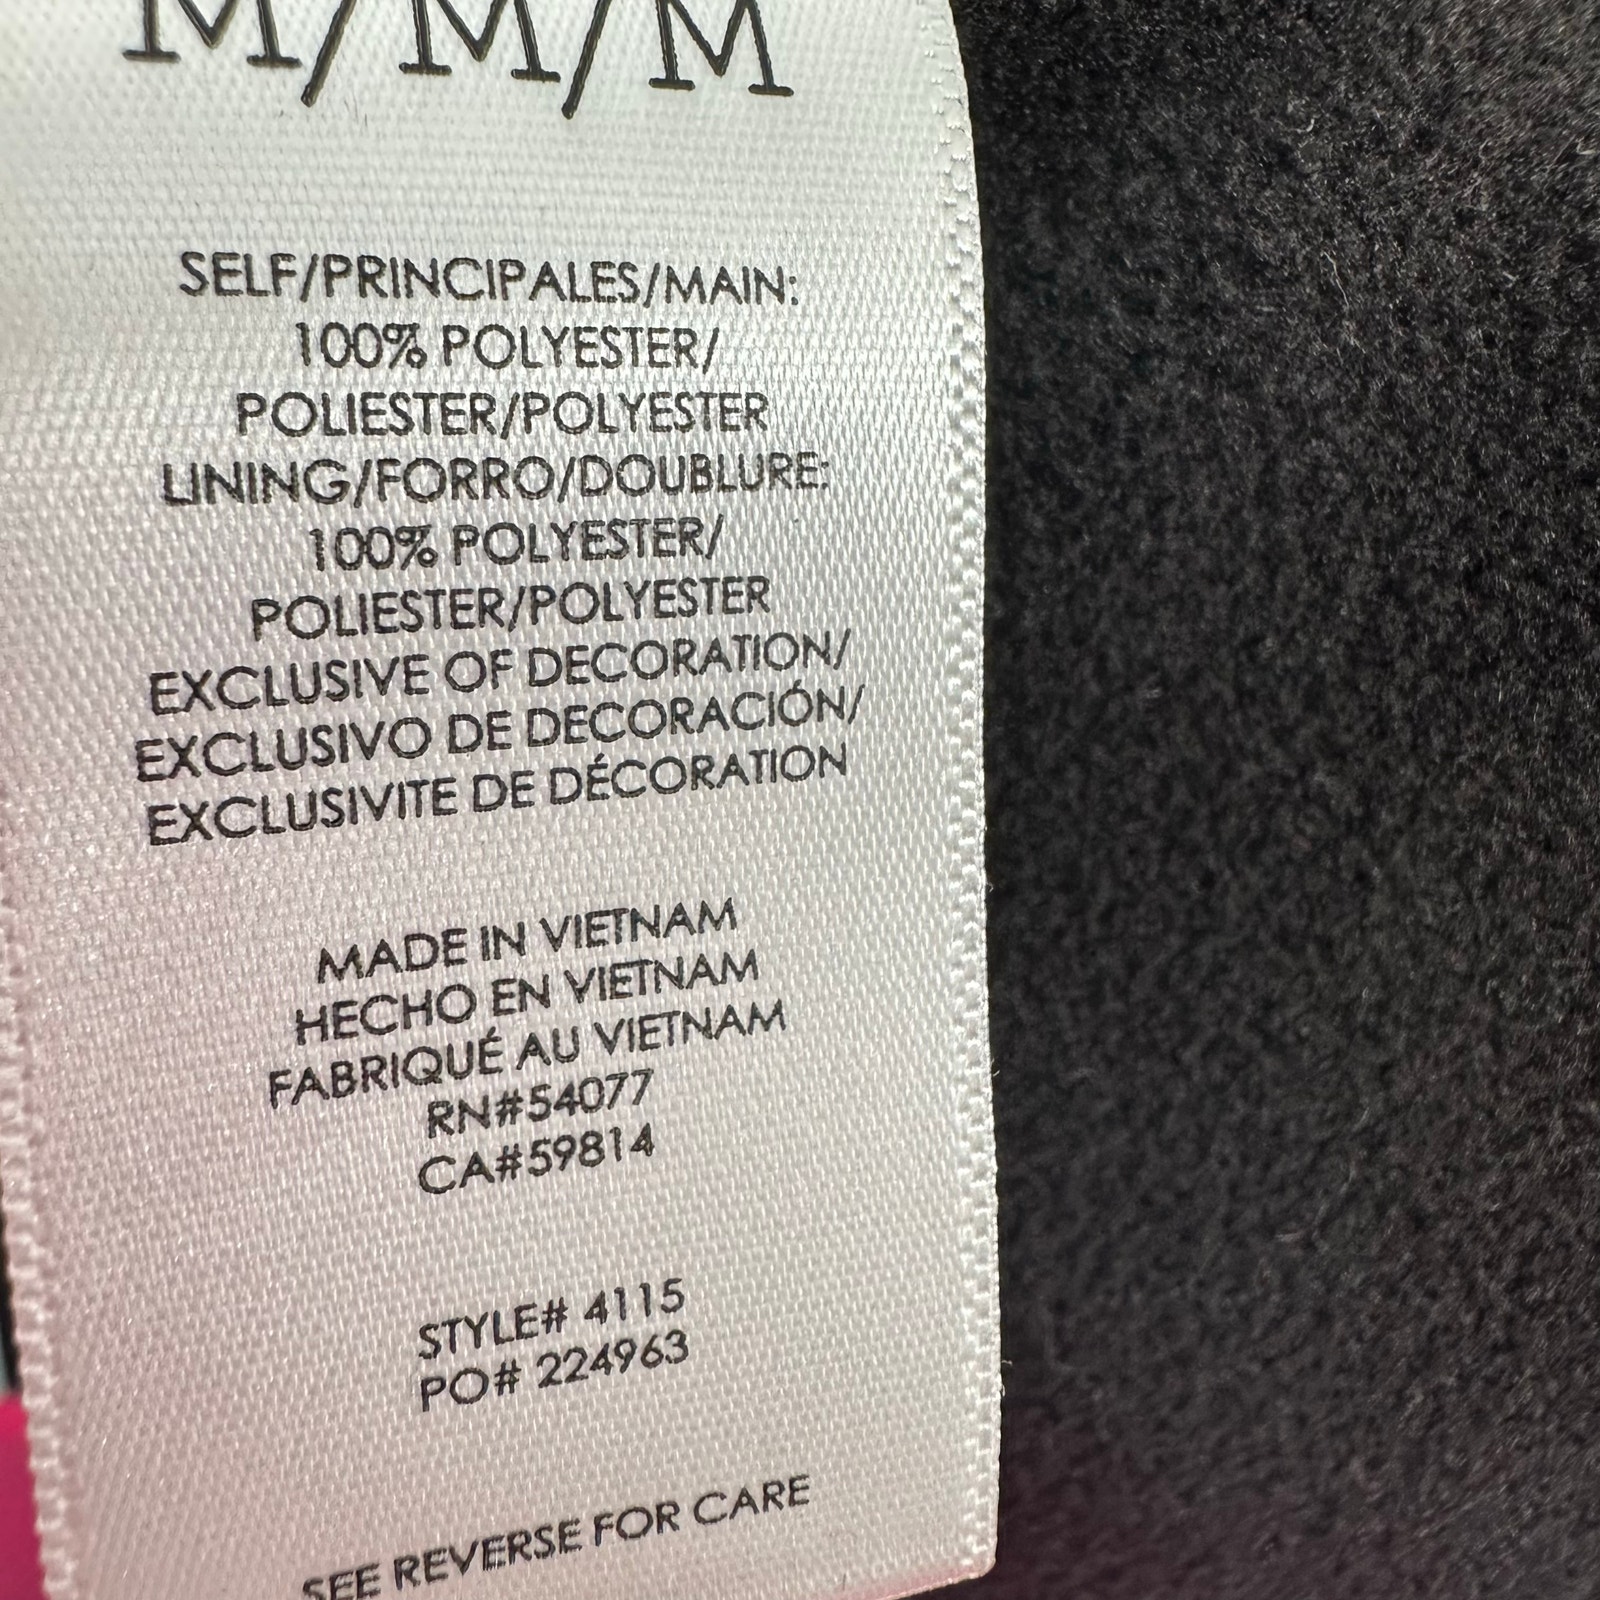 M/M/M
SELF/PRINCIPALES/MAIN:
100% POLYESTER/
POLIESTER/POLYESTER
LINING/FORRO/DOUBLURE:
100% POLYESTER/
POLIESTER/POLYESTER
EXCLUSIVE OF DECORATION/
EXCLUSIVO DE DECORACIÓN/
EXCLUSIVITE DE DÉCORATION
MADE IN VIETNAM
HECHO EN VIETNAM
FABRIQUÉ AU VIETNAM
RN#54077
CA#59814
STYLE# 4115
PO# 224963
SEE REVERSE FOR CARE